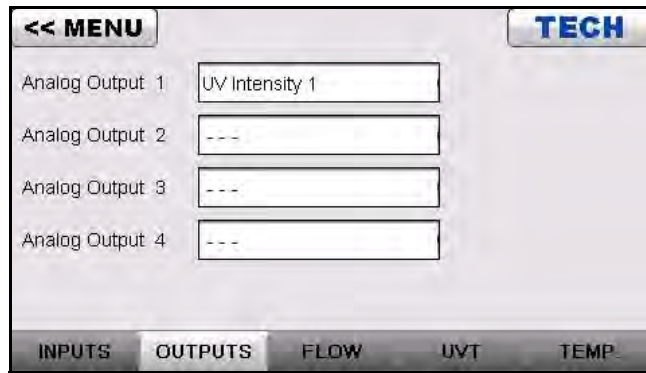 << MENU TECH
Analog Output 1 UV Intensity 1
Analog Output 2 ---
Analog Output 3 ---
Analog Output 4 ---
INPUTS OUTPUTS FLOW UVT TEMP